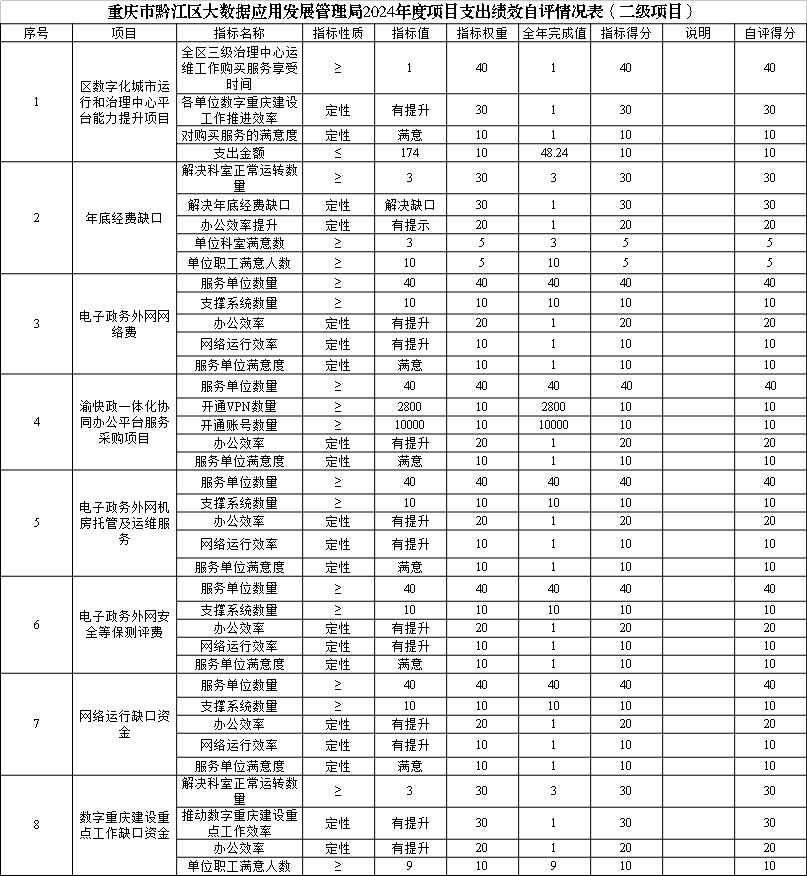 重庆市黔江区大数据应用发展管理局2024年度项目支出绩效自评情况表（二级项目）
序号 项目 指标名称 指标性质 指标值 指标权重 全年完成值 指标得分 说明 自评得分
1 区数字化城市运行和治理中心平台能力提升项目 全区三级治理中心运维工作购买服务享受时间 ≥ 1 40 1 40 40
各单位数字重庆建设工作推进效率 定性 有提升 30 1 30 30
对购买服务的满意度 定性 满意 10 1 10 10
支出金额 ≤ 174 10 48.24 10 10
2 年底经费缺口 解决科室正常运转数量 ≥ 3 30 3 30 30
解决年底经费缺口 定性 解决缺口 30 1 30 30
办公效率提升 定性 有提示 20 1 20 20
单位科室满意数 ≥ 3 5 3 5 5
单位职工满意人数 ≥ 10 5 10 5 5
3 电子政务外网网络费 服务单位数量 ≥ 40 40 40 40 40
支撑系统数量 ≥ 10 10 10 10 10
办公效率 定性 有提升 20 1 20 20
网络运行效率 定性 有提升 10 1 10 10
服务单位满意度 定性 满意 10 1 10 10
4 渝快政一体化协同办公平台服务采购项目 服务单位数量 ≥ 40 40 40 40 40
开通VPN数量 ≥ 2800 10 2800 10 10
开通账号数量 ≥ 10000 10 10000 10 10
办公效率 定性 有提升 20 1 20 20
服务单位满意度 定性 满意 10 1 10 10
5 电子政务外网机房托管及运维服务 服务单位数量 ≥ 40 40 40 40 40
支撑系统数量 ≥ 10 10 10 10 10
办公效率 定性 有提升 20 1 20 20
网络运行效率 定性 有提升 10 1 10 10
服务单位满意度 定性 满意 10 1 10 10
6 电子政务外网安全等保测评费 服务单位数量 ≥ 40 40 40 40 40
支撑系统数量 ≥ 10 10 10 10 10
办公效率 定性 有提升 20 1 20 20
网络运行效率 定性 有提升 10 1 10 10
服务单位满意度 定性 满意 10 1 10 10
7 网络运行缺口资金 服务单位数量 ≥ 40 40 40 40 40
支撑系统数量 ≥ 10 10 10 10 10
办公效率 定性 有提升 20 1 20 20
网络运行效率 定性 有提升 10 1 10 10
服务单位满意度 定性 满意 10 1 10 10
8 数字重庆建设重点工作缺口资金 解决科室正常运转数量 ≥ 3 30 3 30 30
推动数字重庆建设重点工作效率 定性 有提升 30 1 30 30
办公效率 定性 有提升 20 1 20 20
单位职工满意人数 ≥ 9 10 9 10 10